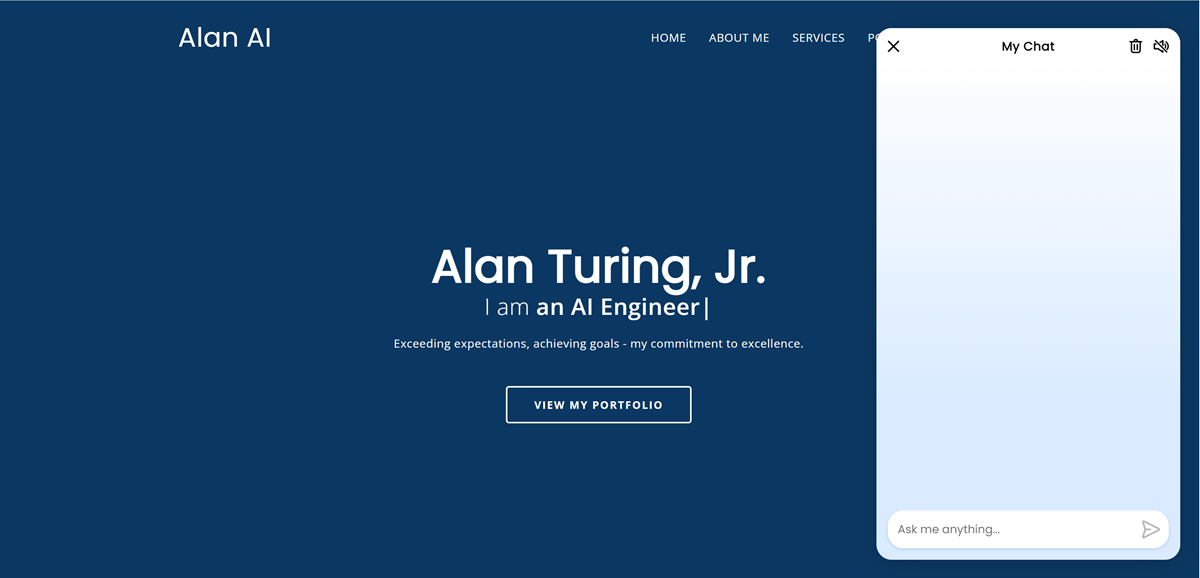 Alan AI
HOME ABOUT ME SERVICES
My Chat
Alan Turing, Jr.
I am an AI Engineer|
Exceeding expectations, achieving goals - my commitment to excellence.
VIEW MY PORTFOLIO
Ask me anything...